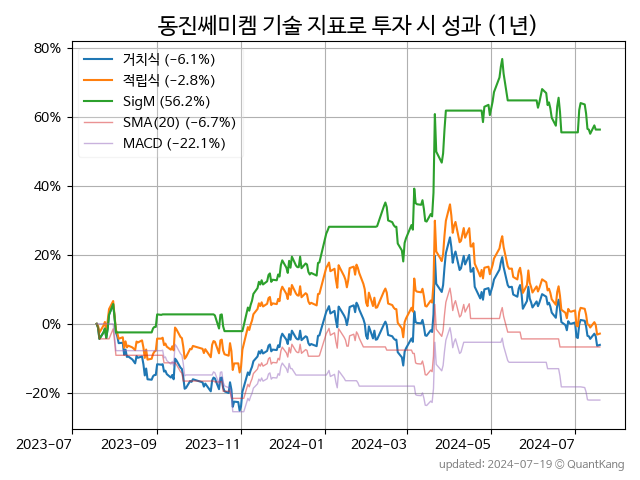 동진쎄미켐 기술 지표로 투자 시 성과 (1년)
80%
60%
40%
20%
0%
−20%
거치식 (−6.1%)
적립식 (−2.8%)
SigM (56.2%)
SMA(20) (−6.7%)
MACD (−22.1%)
2023-07 2023-09 2023-11 2024-01 2024-03 2024-05 2024-07
updated: 2024-07-19 © QuantKang